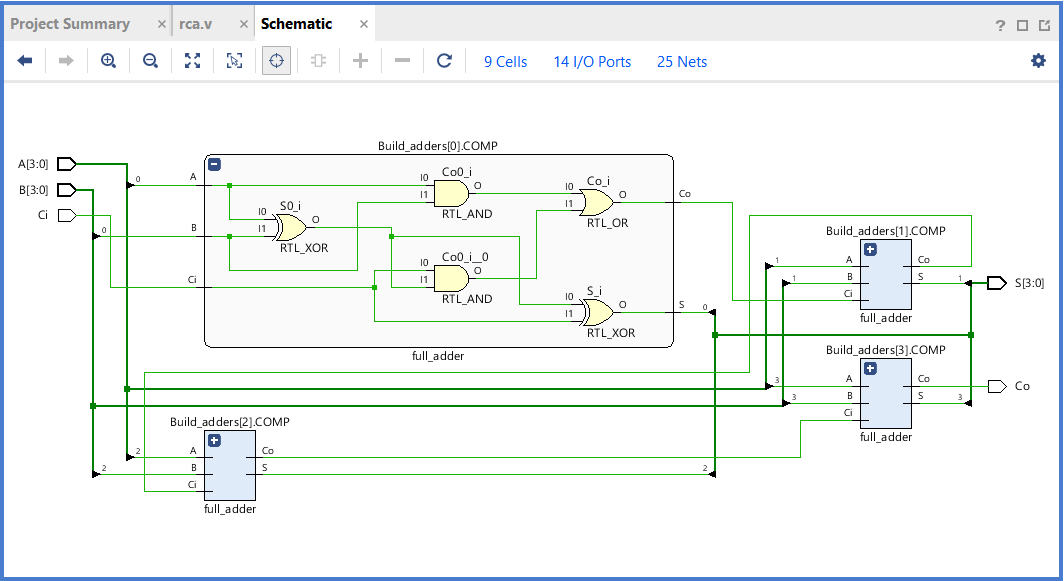 Project Summary × rca.v × Schematic × ?
9 Cells 14 I/O Ports 25 Nets
Build_adders[0].COMP
A[3:0]
B[3:0]
Ci
0
0
A
B
Ci
S0_i
I0
I1
O
RTL_XOR
Co0_i
I0
I1
O
RTL_AND
Co0_i__0
I0
I1
O
RTL_AND
Co_i
I0
I1
O
RTL_OR
S_i
I0
I1
O
RTL_XOR
Co
S
0
full_adder
Build_adders[1].COMP
1
1
A
B
Ci
Co
S
1
full_adder
S[3:0]
Build_adders[3].COMP
3
3
A
B
Ci
Co
S
3
full_adder
Co
Build_adders[2].COMP
2
2
A
B
Ci
Co
S
2
full_adder